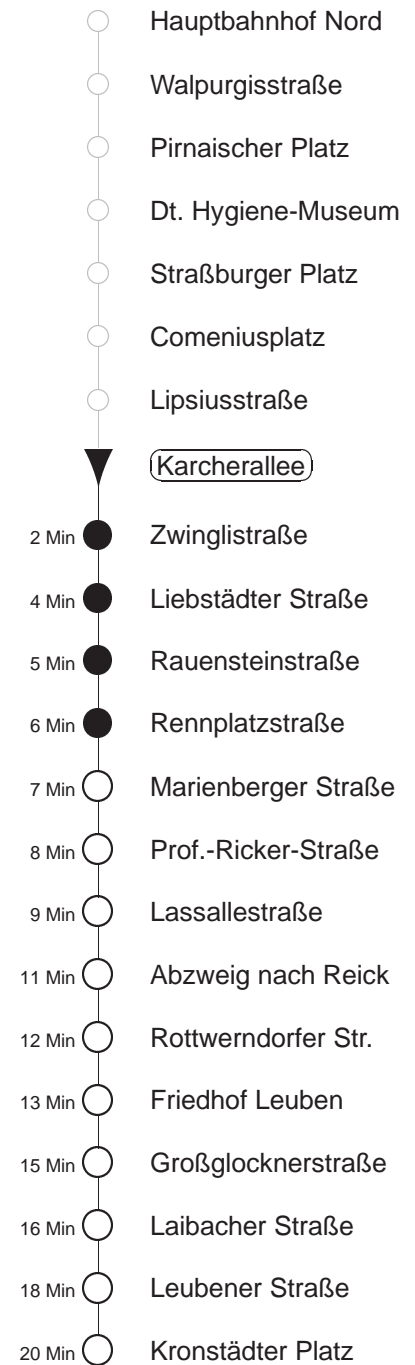 Hauptbahnhof Nord
Walpurgisstraße
Pirnaischer Platz
Dt. Hygiene-Museum
Straßburger Platz
Comeniusplatz
Lipsiusstraße
Karcherallee
2 Min Zwinglistraße
4 Min Liebstädter Straße
5 Min Rauensteinstraße
6 Min Rennplatzstraße
7 Min Marienberger Straße
8 Min Prof.-Ricker-Straße
9 Min Lassallestraße
11 Min Abzweig nach Reick
12 Min Rottwerndorfer Str.
13 Min Friedhof Leuben
15 Min Großglocknerstraße
16 Min Laibacher Straße
18 Min Leubener Straße
20 Min Kronstädter Platz